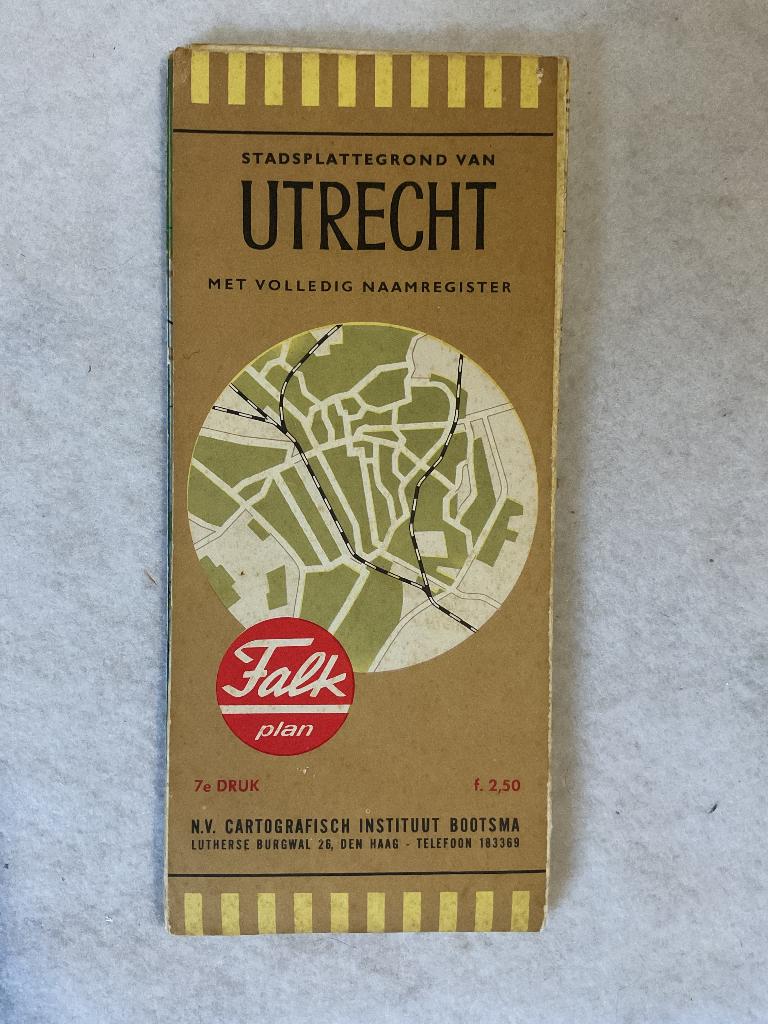 STADSPLATTEGROND VAN
UTRECHT
MET VOLLEDIG NAAMREGISTER
Falk
plan
7e DRUK f. 2,50
N.V. CARTOGRAFISCH INSTITUUT BOOTSMA
LUTHERSE BURGWAL 26, DEN HAAG - TELEFOON 183369